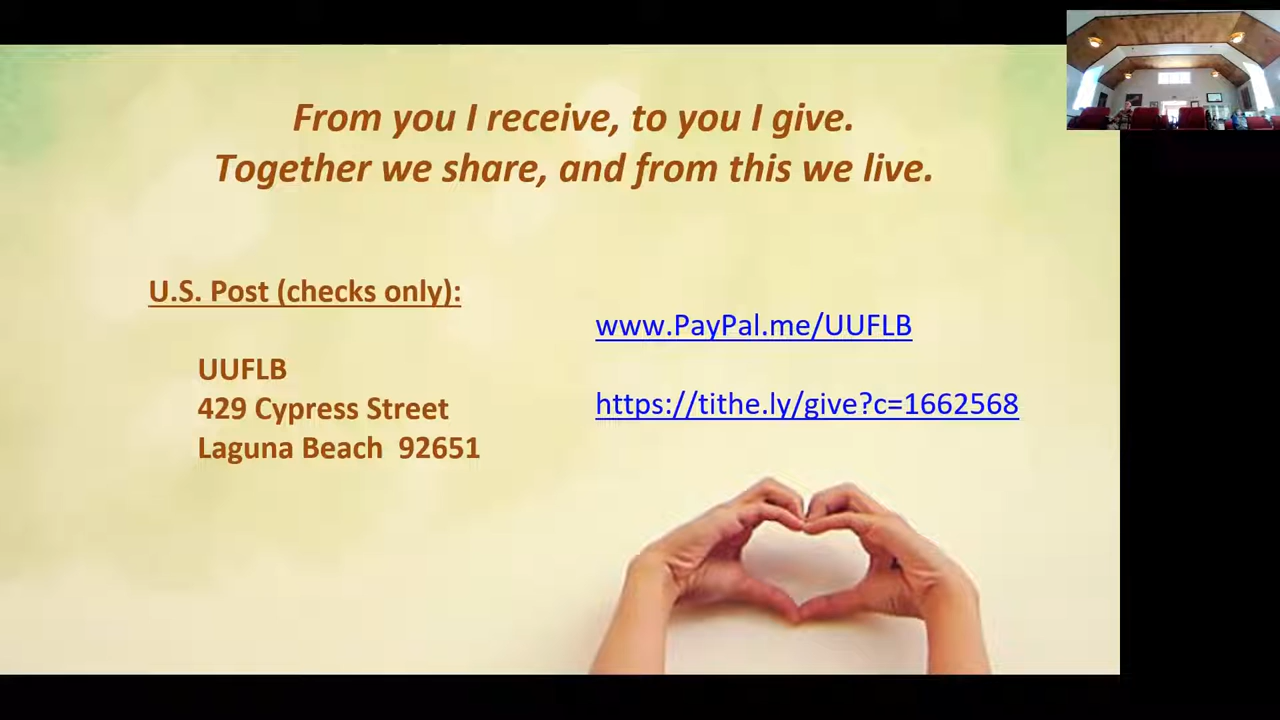 From you I receive, to you I give.
Together we share, and from this we live.
U.S. Post (checks only):
UUFLB
429 Cypress Street
Laguna Beach  92651
www.PayPal.me/UUFLB
https://tithe.ly/give?c=1662568